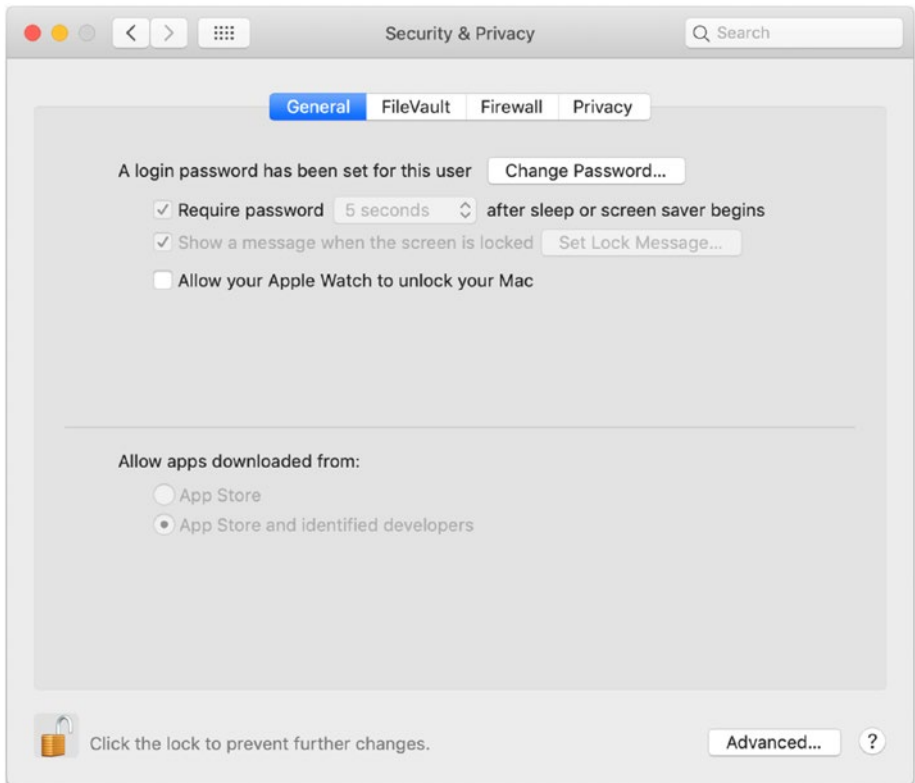 Security & Privacy
Search
General FileVault Firewall Privacy
A login password has been set for this user Change Password...
Require password 5 seconds after sleep or screen saver begins
Show a message when the screen is locked Set Lock Message...
Allow your Apple Watch to unlock your Mac
Allow apps downloaded from:
App Store
App Store and identified developers
Click the lock to prevent further changes.
Advanced... ?